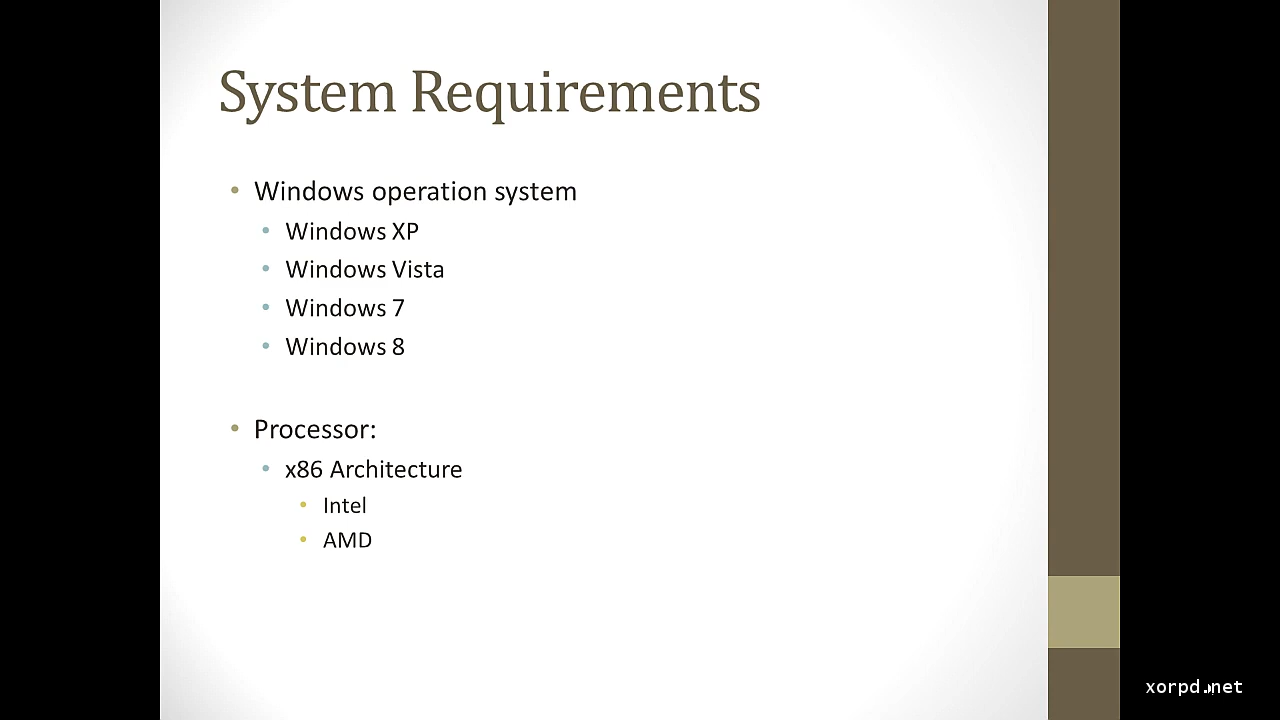 System Requirements
• Windows operation system
• Windows XP
• Windows Vista
• Windows 7
• Windows 8
• Processor:
• x86 Architecture
• Intel
• AMD
xorpd.net